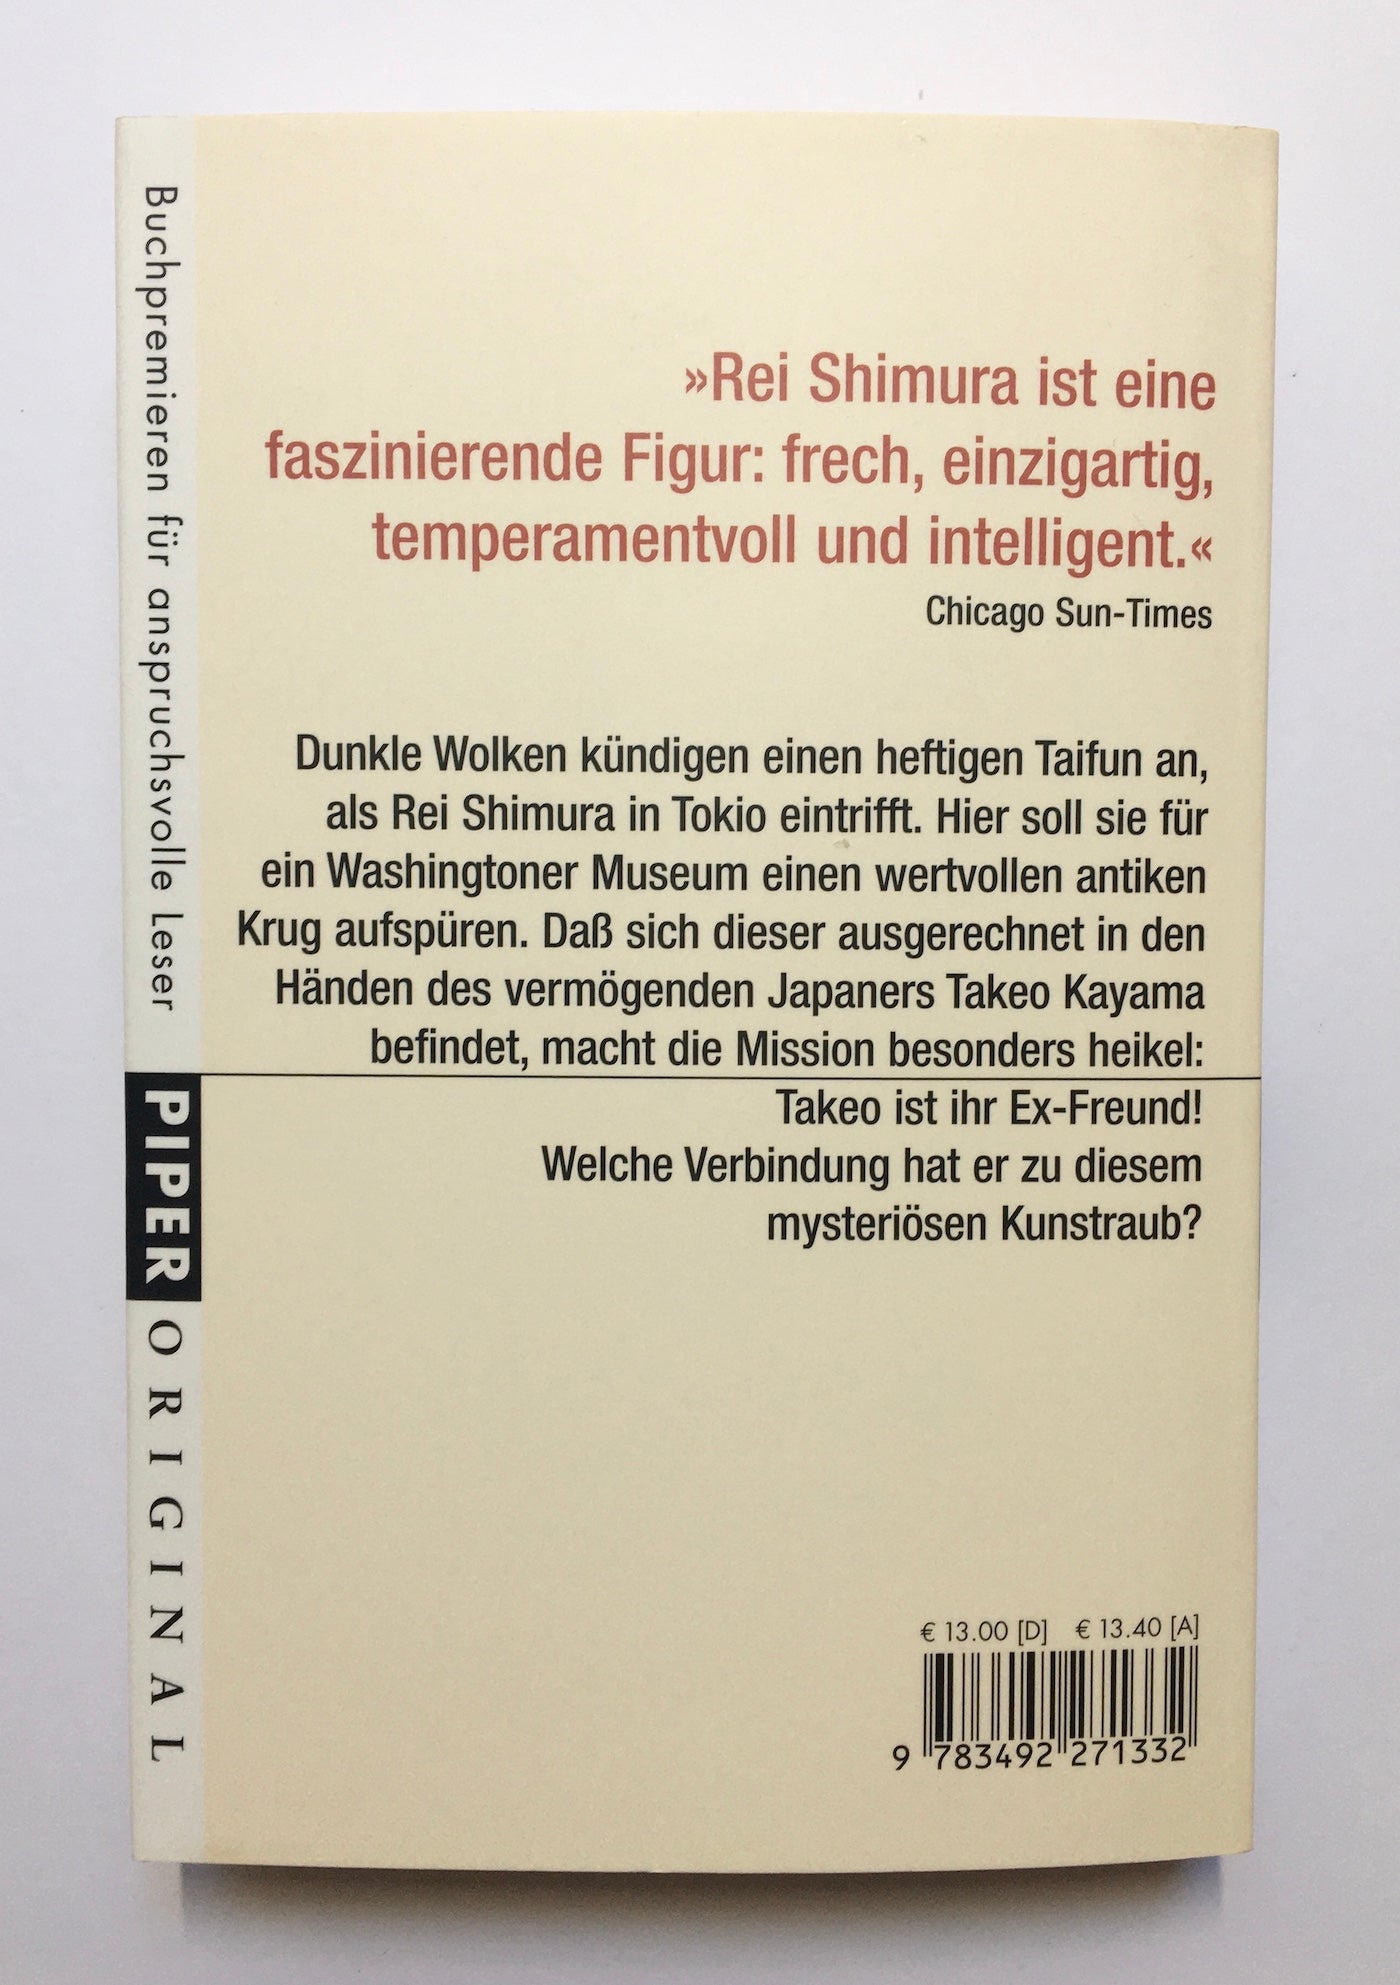 Buchpremieren für anspruchsvolle Leser
PIPER
ORIGINAL
»Rei Shimura ist eine
faszinierende Figur: frech, einzigartig,
temperamentvoll und intelligent.«
Chicago Sun-Times
Dunkle Wolken kündigen einen heftigen Taifun an,
als Rei Shimura in Tokio eintrifft. Hier soll sie für
ein Washingtoner Museum einen wertvollen antiken
Krug aufspüren. Daß sich dieser ausgerechnet in den
Händen des vermögenden Japaners Takeo Kayama
befindet, macht die Mission besonders heikel:
Takeo ist ihr Ex-Freund!
Welche Verbindung hat er zu diesem
mysteriösen Kunstraub?
€ 13.00 [D] € 13.40 [A]
9 783492 271332